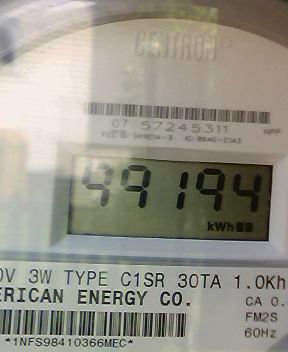 CENTRON
07 57245311
99194
kWh
0V 3W TYPE C1SR 30TA 1.0Kh
ERICAN ENERGY CO. CA 0.
FM2S
60Hz
*1NFS98410366MEC*